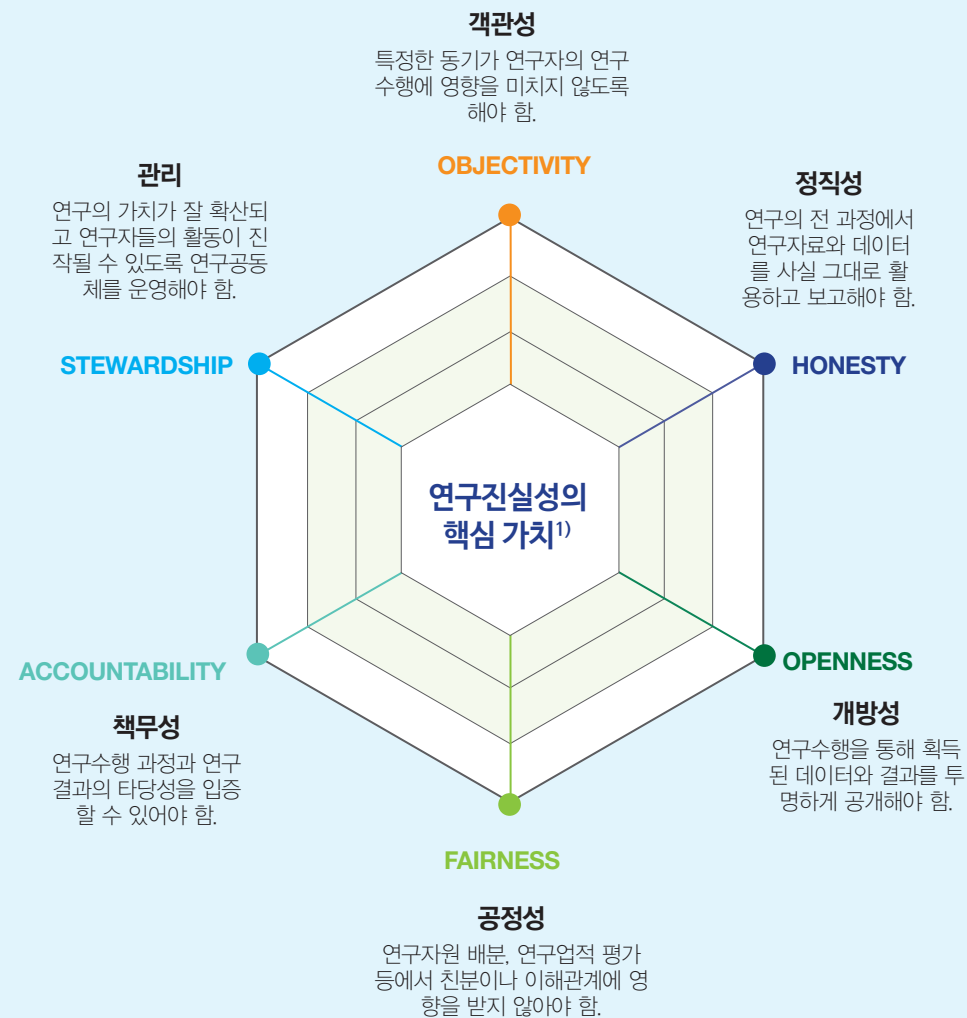 객관성
특정한 동기가 연구자의 연구
수행에 영향을 미치지 않도록
해야 함.
OBJECTIVITY
관리
연구의 가치가 잘 확산되
고 연구자들의 활동이 진
작될 수 있도록 연구공동
체를 운영해야 함.
STEWARDSHIP
정직성
연구의 전 과정에서
연구자료와 데이터
를 사실 그대로 활
용하고 보고해야 함.
HONESTY
연구진실성의
핵심 가치1)
ACCOUNTABILITY
책무성
연구수행 과정과 연구
결과의 타당성을 입증
할 수 있어야 함.
OPENNESS
개방성
연구수행을 통해 획득
된 데이터와 결과를 투
명하게 공개해야 함.
FAIRNESS
공정성
연구자원 배분, 연구업적 평가
등에서 친분이나 이해관계에 영
향을 받지 않아야 함.